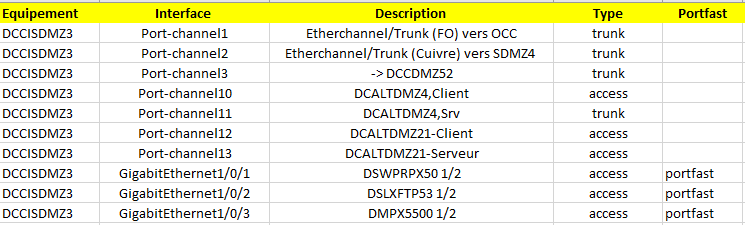 Equipement Interface Description Type Portfast
DCCISDMZ3 Port-channel1 Etherchannel/Trunk (FO) vers OCC trunk
DCCISDMZ3 Port-channel2 Etherchannel/Trunk (Cuivre) vers SDMZ4 trunk
DCCISDMZ3 Port-channel3 -> DCCDMZ52 trunk
DCCISDMZ3 Port-channel10 DCALTDMZ4,Client access
DCCISDMZ3 Port-channel11 DCALTDMZ4,Srv trunk
DCCISDMZ3 Port-channel12 DCALTDMZ21-Client access
DCCISDMZ3 Port-channel13 DCALTDMZ21-Serveur access
DCCISDMZ3 GigabitEthernet1/0/1 DSWPRPX50 1/2 access portfast
DCCISDMZ3 GigabitEthernet1/0/2 DSLXFTP53 1/2 access portfast
DCCISDMZ3 GigabitEthernet1/0/3 DMPX5500 1/2 access portfast